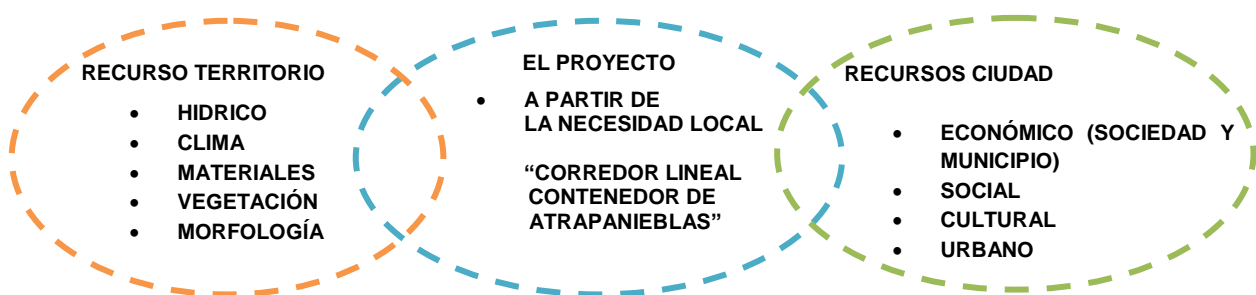 RECURSO TERRITORIO
• HIDRICO
• CLIMA
• MATERIALES
• VEGETACIÓN
• MORFOLOGÍA
EL PROYECTO
• A PARTIR DE
LA NECESIDAD LOCAL
“CORREDOR LINEAL
CONTENEDOR DE
ATRAPANIEBLAS”
RECURSOS CIUDAD
• ECONÓMICO (SOCIEDAD Y
MUNICIPIO)
• SOCIAL
• CULTURAL
• URBANO